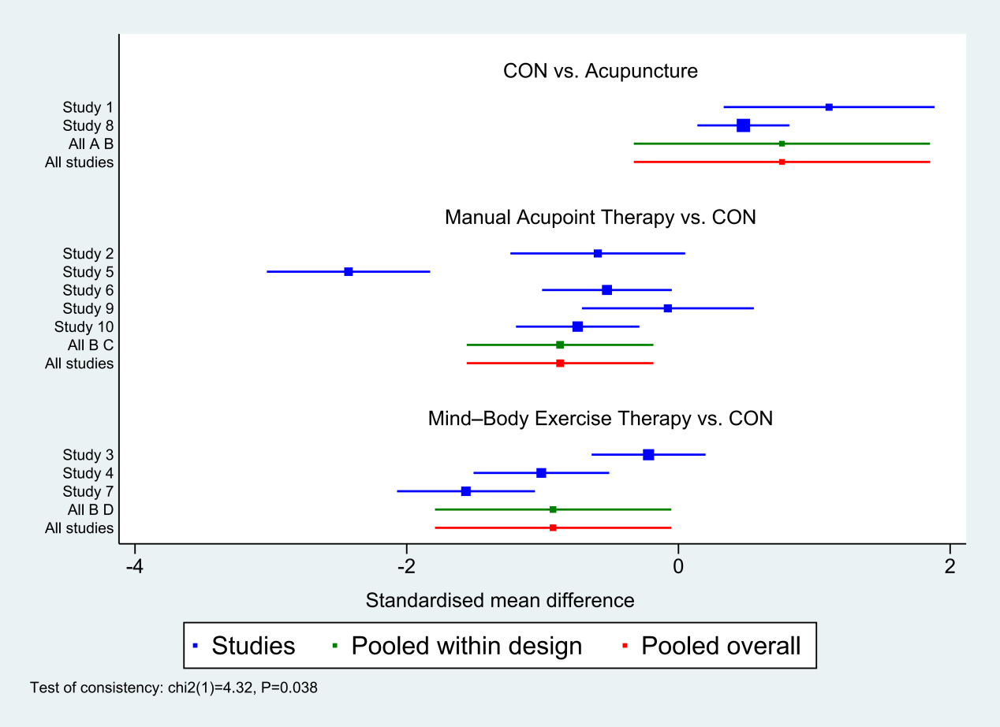 CON vs. Acupuncture
Study 1
Study 8
All A B
All studies
Manual Acupoint Therapy vs. CON
Study 2
Study 5
Study 6
Study 9
Study 10
All B C
All studies
Mind–Body Exercise Therapy vs. CON
Study 3
Study 4
Study 7
All B D
All studies
-4 -2 0 2
Standardised mean difference
Studies Pooled within design Pooled overall
Test of consistency: chi2(1)=4.32, P=0.038